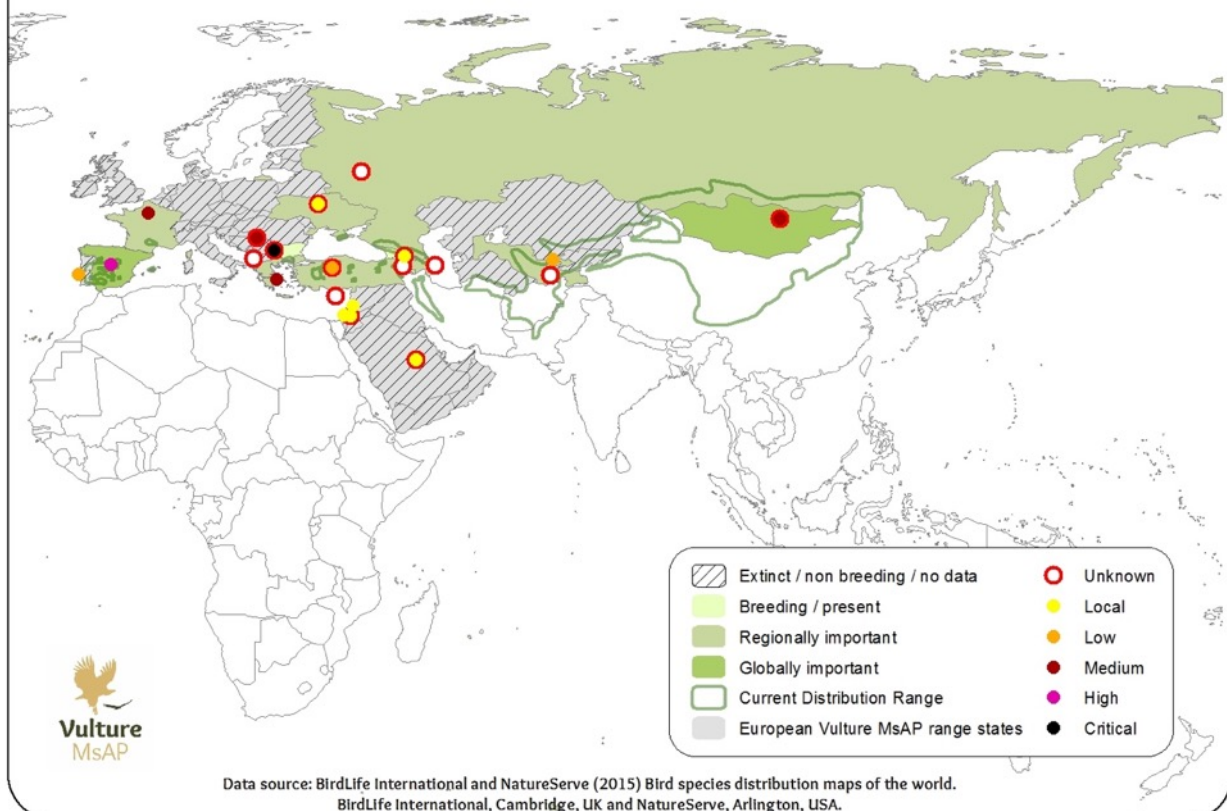 Extinct / non breeding / no data
Unknown
Breeding / present
Local
Regionally important
Low
Globally important
Medium
Current Distribution Range
High
European Vulture MsAP range states
Critical
Vulture
MsAP
Data source: BirdLife International and NatureServe (2015) Bird species distribution maps of the world.
BirdLife International, Cambridge, UK and NatureServe, Arlington, USA.